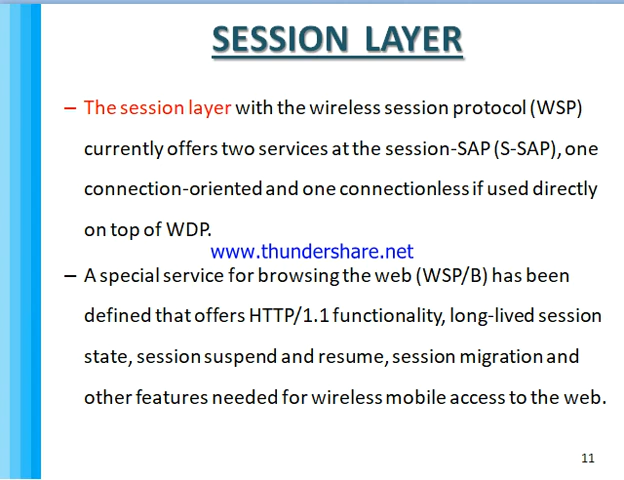 SESSION LAYER
– The session layer with the wireless session protocol (WSP)
currently offers two services at the session-SAP (S-SAP), one
connection-oriented and one connectionless if used directly
on top of WDP.
www.thundershare.net
– A special service for browsing the web (WSP/B) has been
defined that offers HTTP/1.1 functionality, long-lived session
state, session suspend and resume, session migration and
other features needed for wireless mobile access to the web.
11